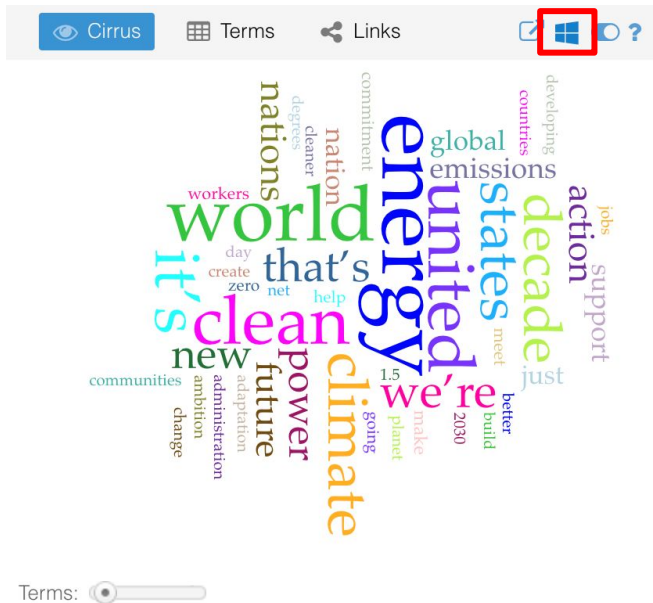 Cirrus Terms Links ?
nations
degrees
cleaner
nation
commitment
energy
global
emissions
countries
developing
workers
world
united
states
decade
action
jobs
it's
day
that's
create
zero
net
help
support
clean
new
power
climate
meet
just
communities
ambition
administration
adaptation
future
1.5
we're
better
change
going
planet
make
2030
build
Terms: